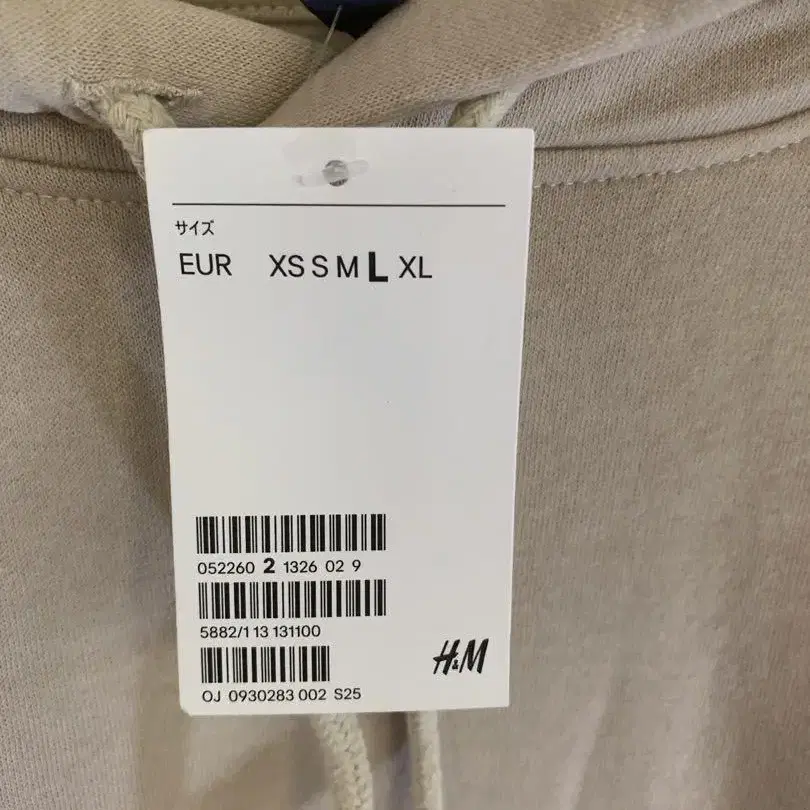 サイズ
EUR XS S M L XL
052260 2 1326 02 9
5882/1 13 131100
H&M
OJ 0930283 002 S25